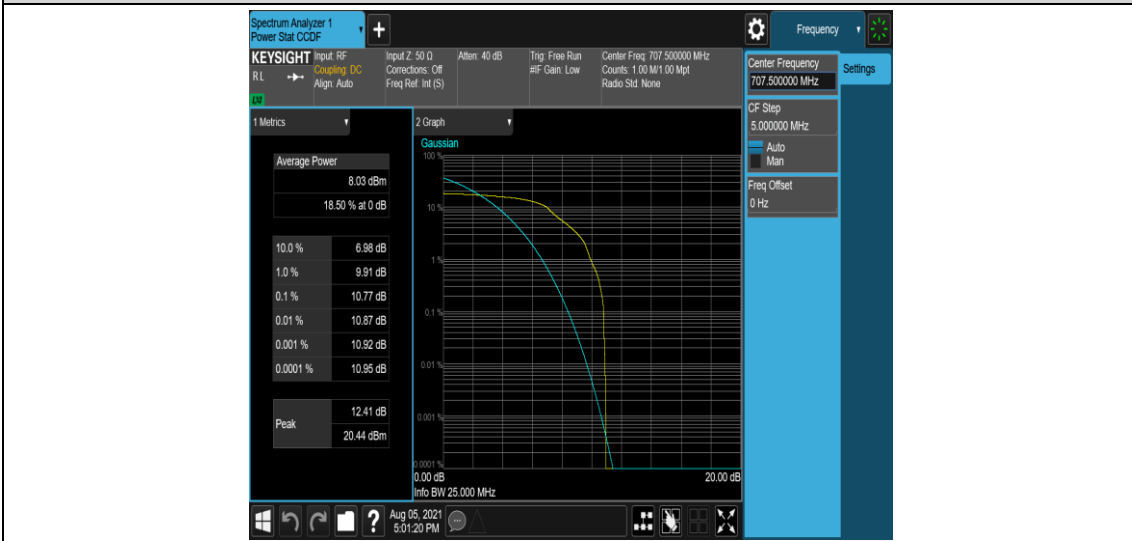 Spectrum Analyzer 1
Power Stat CCDF
+
Frequency
KEYSIGHT
R L
LXI
Input: RF
Coupling: DC
Align: Auto
Input Z: 50 Ω
Corrections: Off
Freq Ref: Int (S)
Atten: 40 dB
Trig: Free Run
#IF Gain: Low
Center Freq: 707.500000 MHz
Counts: 1.00 M/1.00 Mpt
Radio Std: None
Center Frequency
707.500000 MHz
Settings
CF Step
5.000000 MHz
Auto
Man
Freq Offset
0 Hz
1 Metrics
Average Power
8.03 dBm
18.50 % at 0 dB
10.0 % 6.98 dB
1.0 % 9.91 dB
0.1 % 10.77 dB
0.01 % 10.87 dB
0.001 % 10.92 dB
0.0001 % 10.95 dB
Peak
12.41 dB
20.44 dBm
2 Graph
Gaussian
100 %
10 %
1 %
0.1 %
0.01 %
0.001 %
0.0001 %
0.00 dB
20.00 dB
Info BW 25.000 MHz
?
Aug 05, 2021
5:01:20 PM